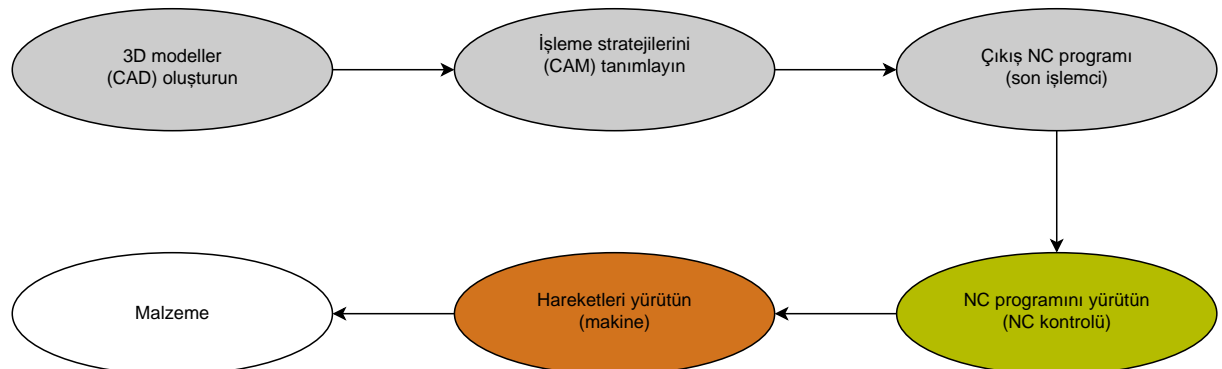 3D modeller
(CAD) oluşturun
İşleme stratejilerini
(CAM) tanımlayın
Çıkış NC programı
(son işlemci)
Malzeme
Hareketleri yürütün
(makine)
NC programını yürütün
(NC kontrolü)